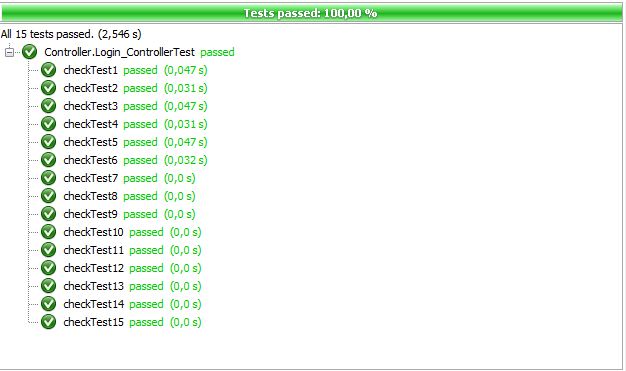 Tests passed: 100,00 %
All 15 tests passed. (2,546 s)
Controller.Login_ControllerTest passed
checkTest1 passed (0,047 s)
checkTest2 passed (0,031 s)
checkTest3 passed (0,047 s)
checkTest4 passed (0,031 s)
checkTest5 passed (0,047 s)
checkTest6 passed (0,032 s)
checkTest7 passed (0,0 s)
checkTest8 passed (0,0 s)
checkTest9 passed (0,0 s)
checkTest10 passed (0,0 s)
checkTest11 passed (0,0 s)
checkTest12 passed (0,0 s)
checkTest13 passed (0,0 s)
checkTest14 passed (0,0 s)
checkTest15 passed (0,0 s)